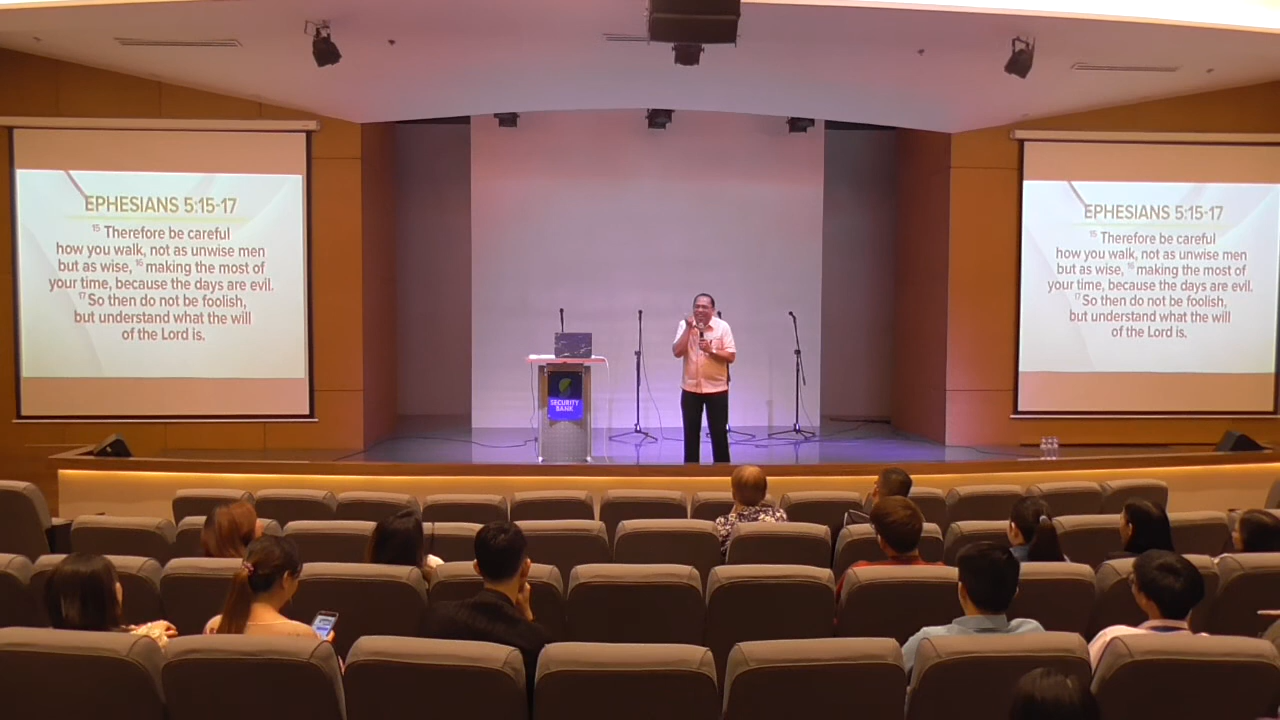 EPHESIANS 5:15-17
15 Therefore be careful
how you walk, not as unwise men
but as wise, 16 making the most of
your time, because the days are evil.
17 So then do not be foolish,
but understand what the will
of the Lord is.
SECURITY
BANK
EPHESIANS 5:15-17
15 Therefore be careful
how you walk, not as unwise men
but as wise, 16 making the most of
your time, because the days are evil.
17 So then do not be foolish,
but understand what the will
of the Lord is.